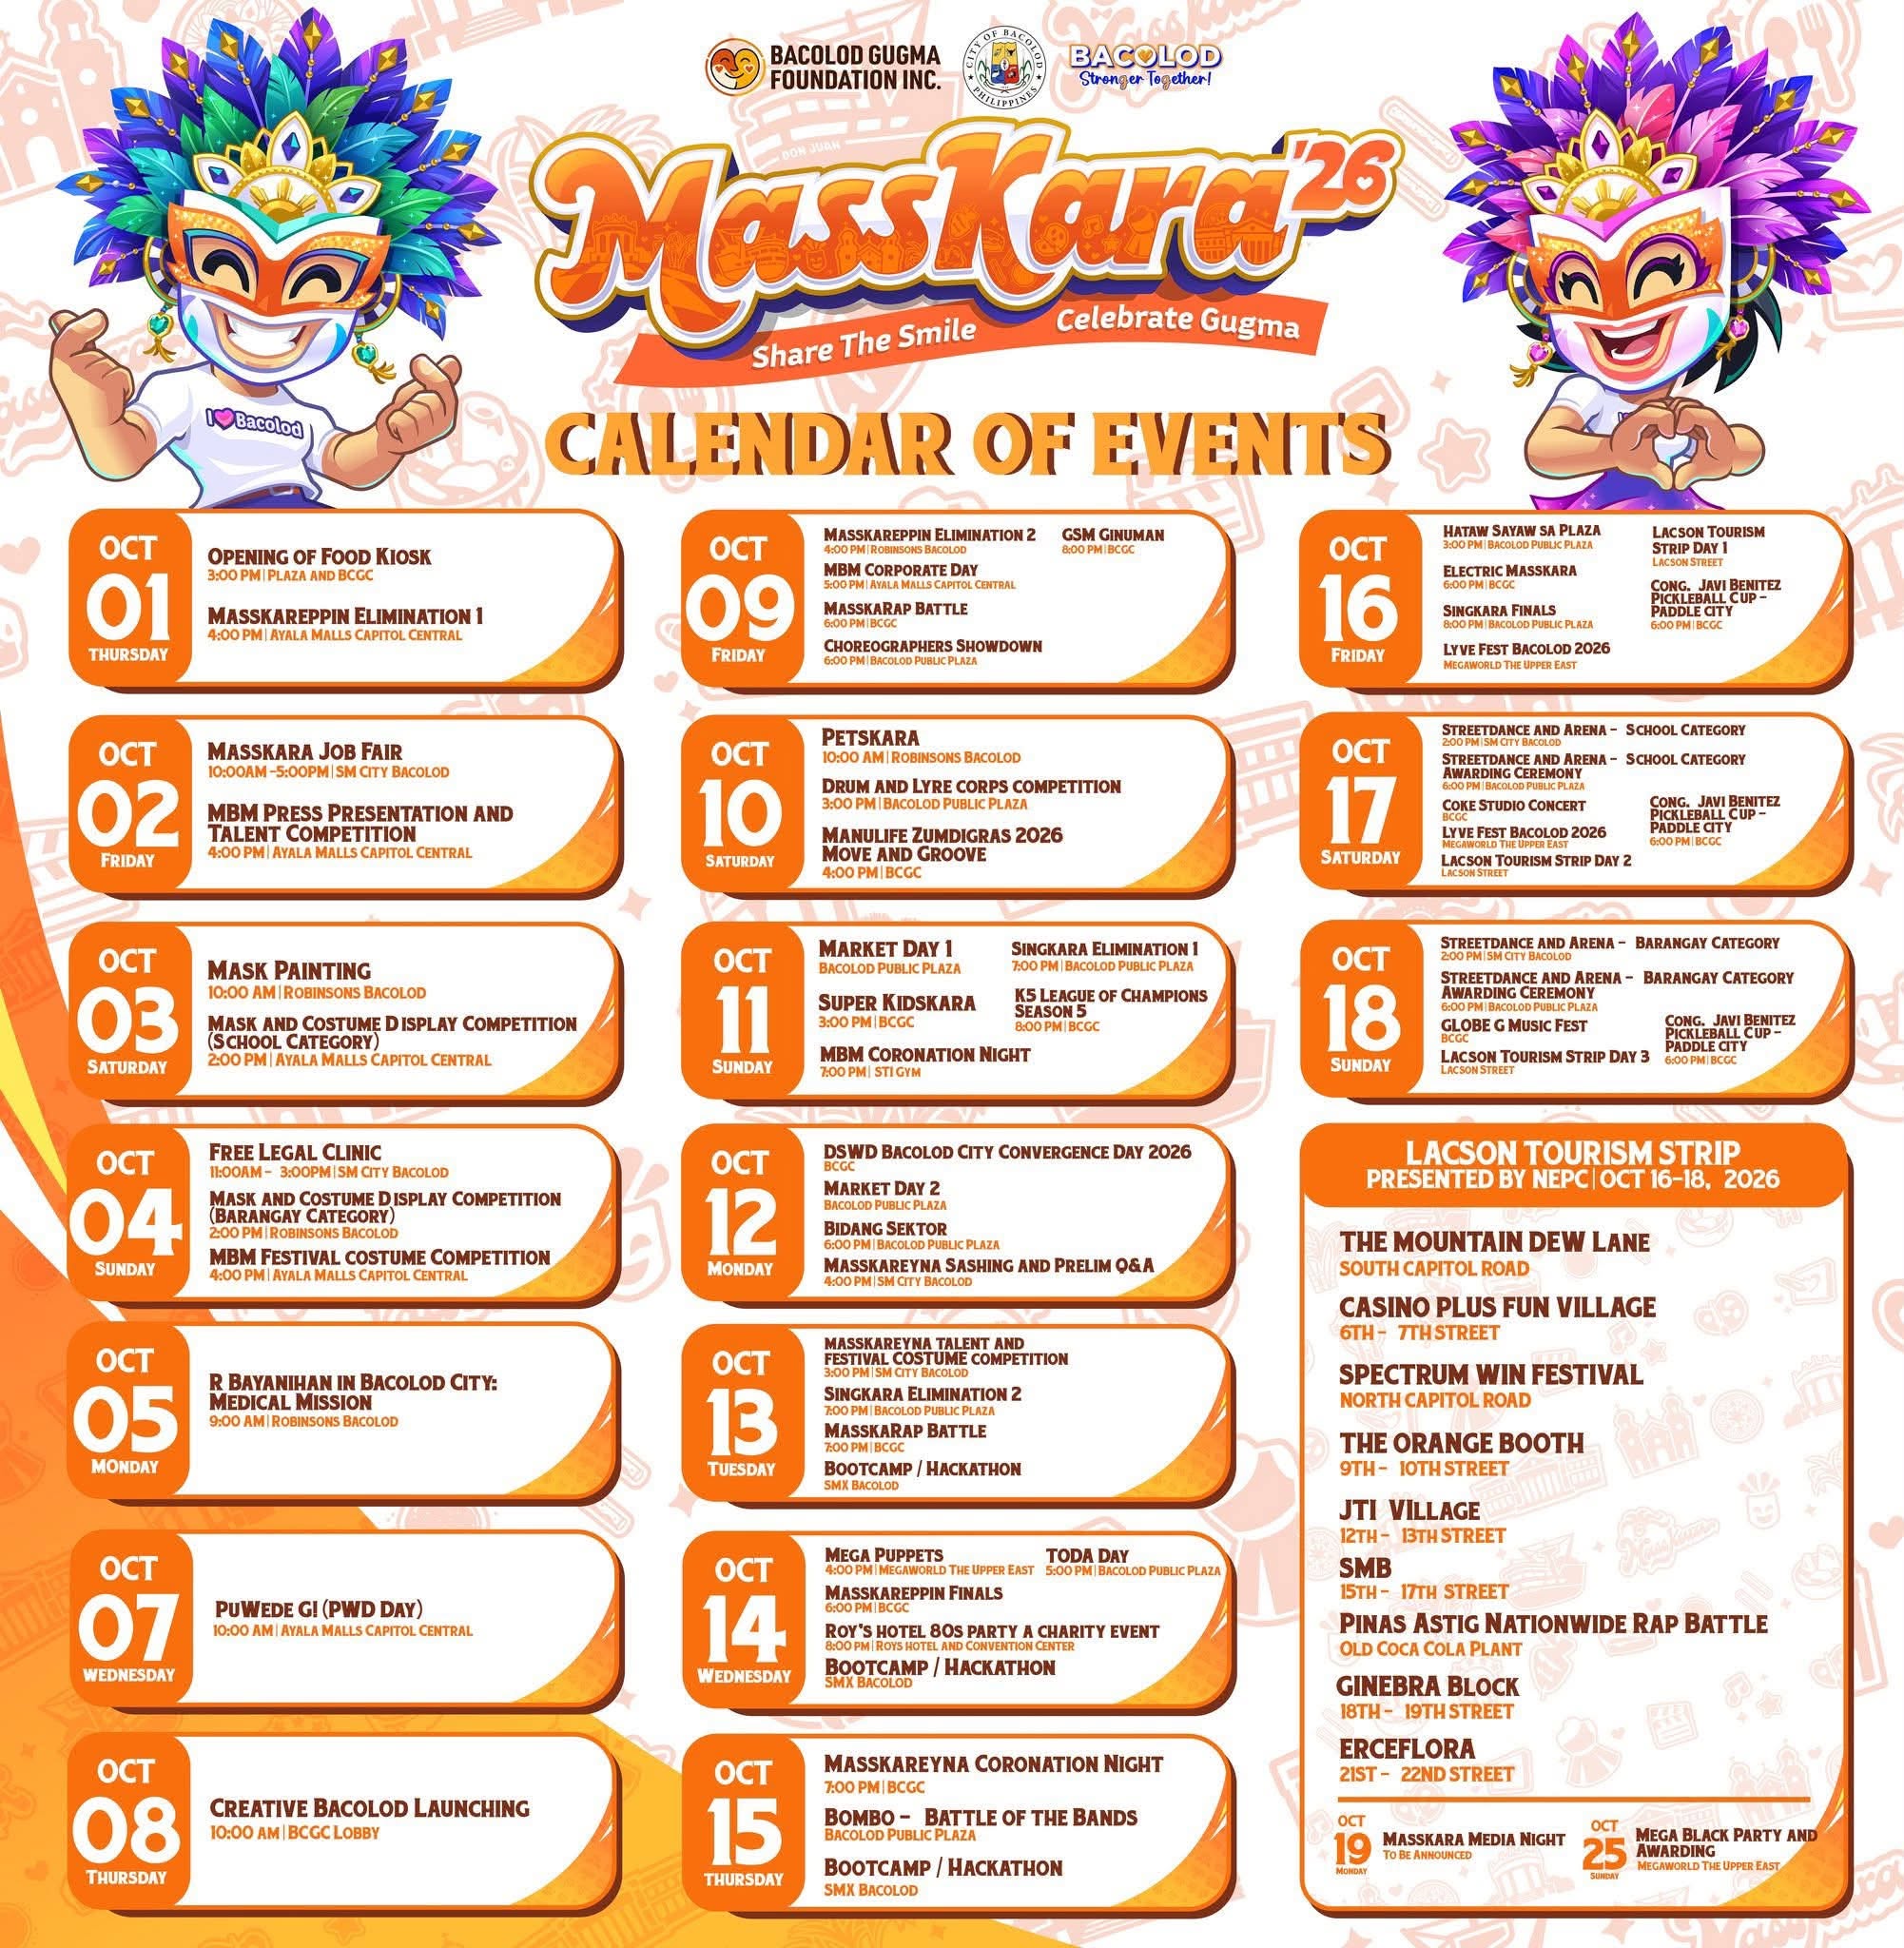 BACOLOD GUGMA
FOUNDATION INC.
CITY OF BACOLOD
PHILIPPINES
BACOLOD
Stronger Together!
MassKara '26
Share The Smile Celebrate Gugma
I Bacolod
CALENDAR OF EVENTS
OCT
01
THURSDAY
OPENING OF FOOD KIOSK
3:00 PM | PLAZA AND BCGC
MASSKAREPPIN ELIMINATION 1
4:00 PM | AYALA MALLS CAPITOL CENTRAL
OCT
02
FRIDAY
MASSKARA JOB FAIR
10:00AM -5:00PM | SM CITY BACOLOD
MBM PRESS PRESENTATION AND
TALENT COMPETITION
4:00 PM | AYALA MALLS CAPITOL CENTRAL
OCT
03
SATURDAY
MASK PAINTING
10:00 AM | ROBINSONS BACOLOD
MASK AND COSTUME DISPLAY COMPETITION
(SCHOOL CATEGORY)
2:00 PM | AYALA MALLS CAPITOL CENTRAL
OCT
04
SUNDAY
FREE LEGAL CLINIC
11:00AM - 3:00PM | SM CITY BACOLOD
MASK AND COSTUME DISPLAY COMPETITION
(BARANGAY CATEGORY)
2:00 PM | ROBINSONS BACOLOD
MBM FESTIVAL COSTUME COMPETITION
4:00 PM | AYALA MALLS CAPITOL CENTRAL
OCT
05
MONDAY
R BAYANIHAN IN BACOLOD CITY:
MEDICAL MISSION
9:00 AM | ROBINSONS BACOLOD
OCT
07
WEDNESDAY
PUWEDE G! (PWD DAY)
10:00 AM | AYALA MALLS CAPITOL CENTRAL
OCT
08
THURSDAY
CREATIVE BACOLOD LAUNCHING
10:00 AM | BCGC LOBBY
OCT
09
FRIDAY
MASSKAREPPIN ELIMINATION 2
4:00 PM | ROBINSONS BACOLOD
MBM CORPORATE DAY
5:00 PM | AYALA MALLS CAPITOL CENTRAL
MASSKARAP BATTLE
6:00 PM | BCGC
CHOREOGRAPHERS SHOWDOWN
6:00 PM | BACOLOD PUBLIC PLAZA
GSM GINUMAN
8:00 PM | BCGC
OCT
10
SATURDAY
PETSKARA
10:00 AM | ROBINSONS BACOLOD
DRUM AND LYRE CORPS COMPETITION
3:00 PM | BACOLOD PUBLIC PLAZA
MANULIFE ZUMDIGRAS 2026
MOVE AND GROOVE
4:00 PM | BCGC
OCT
11
SUNDAY
MARKET DAY 1
BACOLOD PUBLIC PLAZA
SUPER KIDSKARA
3:00 PM | BCGC
MBM CORONATION NIGHT
7:00 PM | STI GYM
SINGKARA ELIMINATION 1
7:00 PM | BACOLOD PUBLIC PLAZA
K5 LEAGUE OF CHAMPIONS
SEASON 5
8:00 PM | BCGC
OCT
12
MONDAY
DSWD BACOLOD CITY CONVERGENCE DAY 2026
BCGC
MARKET DAY 2
BACOLOD PUBLIC PLAZA
BIDANG SEKTOR
6:00 PM | BACOLOD PUBLIC PLAZA
MASSKAREYNA SASHING AND PRELIM Q&A
4:00 PM | SM CITY BACOLOD
OCT
13
TUESDAY
MASSKAREYNA TALENT AND
FESTIVAL COSTUME COMPETITION
3:00 PM | SM CITY BACOLOD
SINGKARA ELIMINATION 2
7:00 PM | BACOLOD PUBLIC PLAZA
MASSKARAP BATTLE
7:00 PM | BCGC
BOOTCAMP / HACKATHON
SMX BACOLOD
OCT
14
WEDNESDAY
MEGA PUPPETS
4:00 PM | MEGAWORLD THE UPPER EAST
TODA DAY
5:00 PM | BACOLOD PUBLIC PLAZA
MASSKAREPPIN FINALS
6:00 PM | BCGC
ROY'S HOTEL 80S PARTY A CHARITY EVENT
8:00 PM | ROYS HOTEL AND CONVENTION CENTER
BOOTCAMP / HACKATHON
SMX BACOLOD
OCT
15
THURSDAY
MASSKAREYNA CORONATION NIGHT
7:00 PM | BCGC
BOMBO - BATTLE OF THE BANDS
BACOLOD PUBLIC PLAZA
BOOTCAMP / HACKATHON
SMX BACOLOD
OCT
16
FRIDAY
HATAW SAYAW SA PLAZA
3:00 PM | BACOLOD PUBLIC PLAZA
ELECTRIC MASSKARA
6:00 PM | BCGC
SINGKARA FINALS
8:00 PM | BACOLOD PUBLIC PLAZA
LYVE FEST BACOLOD 2026
MEGAWORLD THE UPPER EAST
LACSON TOURISM
STRIP DAY 1
LACSON STREET
CONG. JAVI BENITEZ
PICKLEBALL CUP -
PADDLE CITY
6:00 PM | BCGC
OCT
17
SATURDAY
STREETDANCE AND ARENA - SCHOOL CATEGORY
2:00 PM | SM CITY BACOLOD
STREETDANCE AND ARENA - SCHOOL CATEGORY
AWARDING CEREMONY
6:00 PM | BACOLOD PUBLIC PLAZA
COKE STUDIO CONCERT
BCGC
LYVE FEST BACOLOD 2026
MEGAWORLD THE UPPER EAST
LACSON TOURISM STRIP DAY 2
LACSON STREET
CONG. JAVI BENITEZ
PICKLEBALL CUP -
PADDLE CITY
6:00 PM | BCGC
OCT
18
SUNDAY
STREETDANCE AND ARENA - BARANGAY CATEGORY
2:00 PM | SM CITY BACOLOD
STREETDANCE AND ARENA - BARANGAY CATEGORY
AWARDING CEREMONY
6:00 PM | BACOLOD PUBLIC PLAZA
GLOBE G MUSIC FEST
BCGC
LACSON TOURISM STRIP DAY 3
LACSON STREET
CONG. JAVI BENITEZ
PICKLEBALL CUP -
PADDLE CITY
6:00 PM | BCGC
LACSON TOURISM STRIP
PRESENTED BY NEPC | OCT 16-18, 2026
THE MOUNTAIN DEW LANE
SOUTH CAPITOL ROAD
CASINO PLUS FUN VILLAGE
6TH - 7TH STREET
SPECTRUM WIN FESTIVAL
NORTH CAPITOL ROAD
THE ORANGE BOOTH
9TH - 10TH STREET
JTI VILLAGE
12TH - 13TH STREET
SMB
15TH - 17TH STREET
PINAS ASTIG NATIONWIDE RAP BATTLE
OLD COCA COLA PLANT
GINEBRA BLOCK
18TH - 19TH STREET
ERCEFLORA
21ST - 22ND STREET
OCT
19
MONDAY
MASSKARA MEDIA NIGHT
TO BE ANNOUNCED
OCT
25
SUNDAY
MEGA BLACK PARTY AND
AWARDING
MEGAWORLD THE UPPER EAST